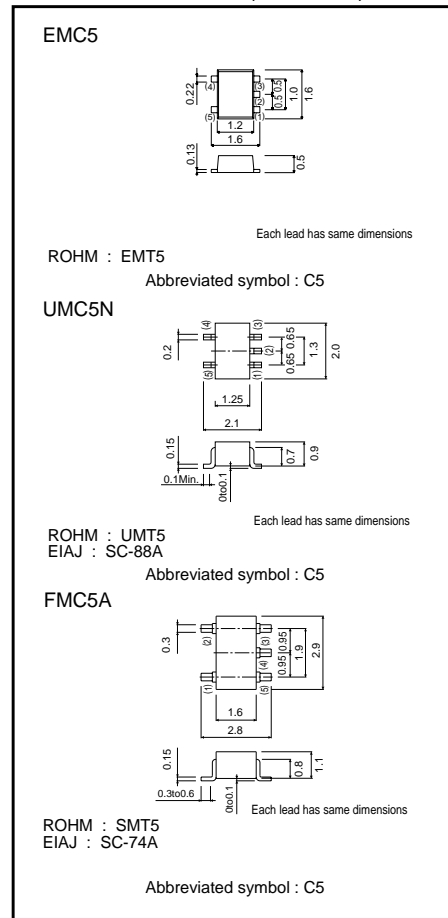 EMC5
0.22
(4)
(3)
(2)
0.5 0.5
1.0
1.6
(5)
(1)
1.2
1.6
0.13
0.5
Each lead has same dimensions
ROHM : EMT5
Abbreviated symbol : C5
UMC5N
(4)
(3)
0.2
(2)
0.65 0.65
1.3
2.0
(5)
(1)
1.25
2.1
0.15
0.1Min.
0to0.1
0.7
0.9
Each lead has same dimensions
ROHM : UMT5
EIAJ : SC-88A
Abbreviated symbol : C5
FMC5A
0.3
(2)
(3)
(4)
0.95 0.95
1.9
2.9
(1)
(5)
1.6
2.8
0.15
0.3to0.6
0to0.1
0.8
1.1
Each lead has same dimensions
ROHM : SMT5
EIAJ : SC-74A
Abbreviated symbol : C5